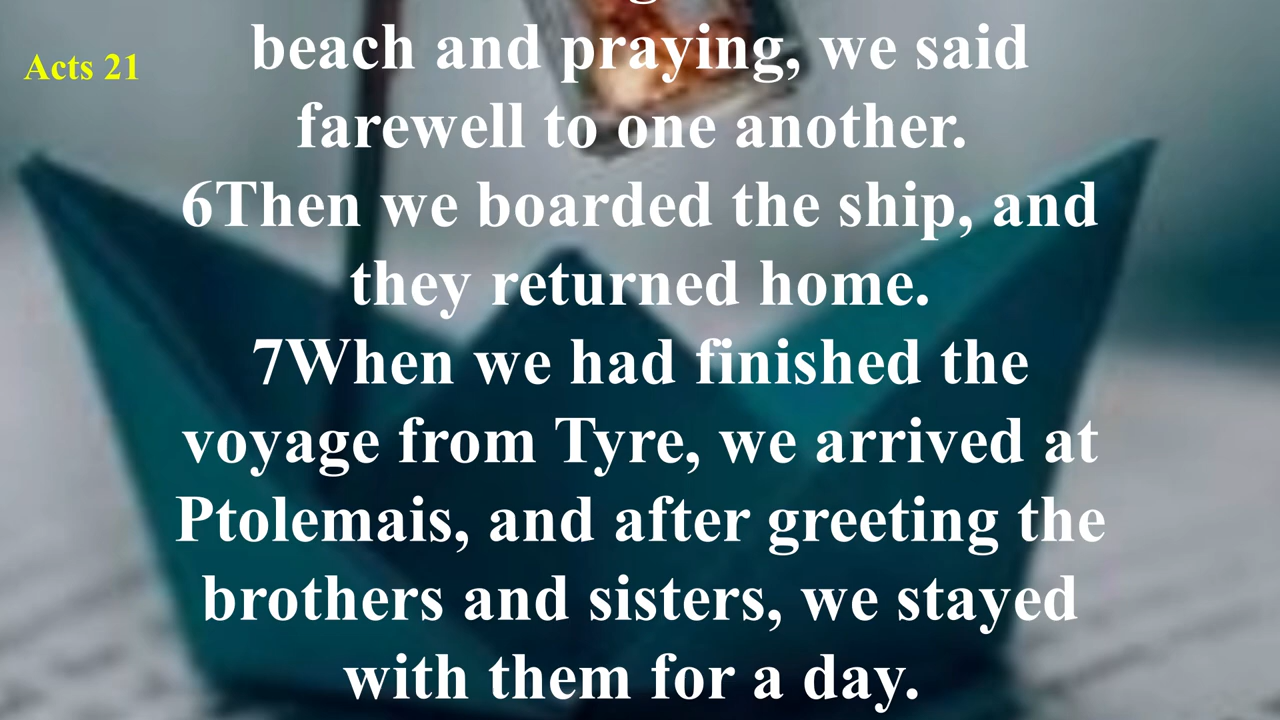 Acts 21
beach and praying, we said
farewell to one another.
6Then we boarded the ship, and
they returned home.
7When we had finished the
voyage from Tyre, we arrived at
Ptolemais, and after greeting the
brothers and sisters, we stayed
with them for a day.